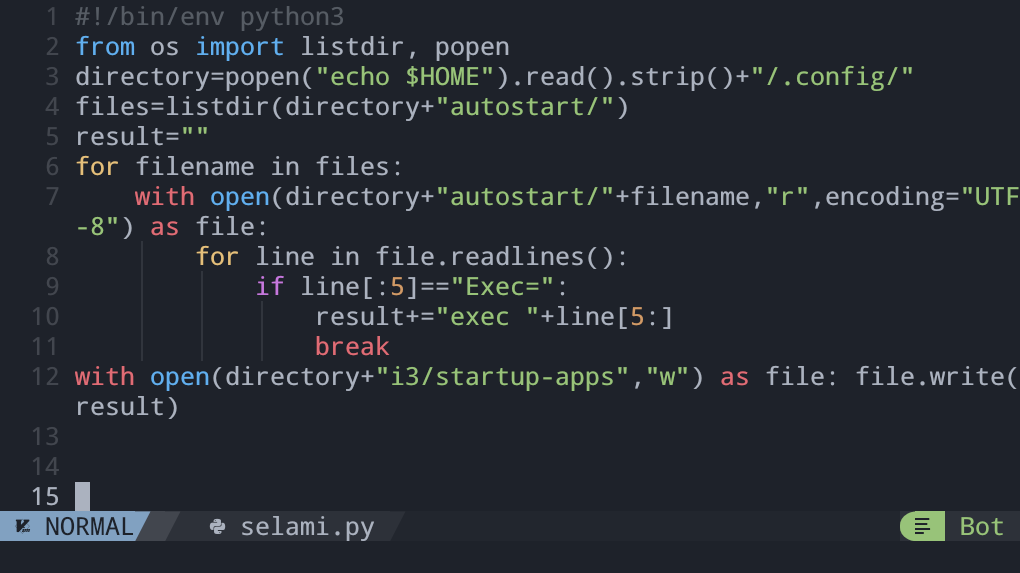 1 #!/bin/env python3
2 from os import listdir, popen
3 directory=popen("echo $HOME").read().strip()+"/.config/"
4 files=listdir(directory+"autostart/")
5 result=""
6 for filename in files:
7     with open(directory+"autostart/"+filename,"r",encoding="UTF
-8") as file:
8         for line in file.readlines():
9             if line[:5]=="Exec=":
10                 result+="exec "+line[5:]
11                 break
12 with open(directory+"i3/startup-apps","w") as file: file.write(
result)
13
14
15
NORMAL selami.py Bot